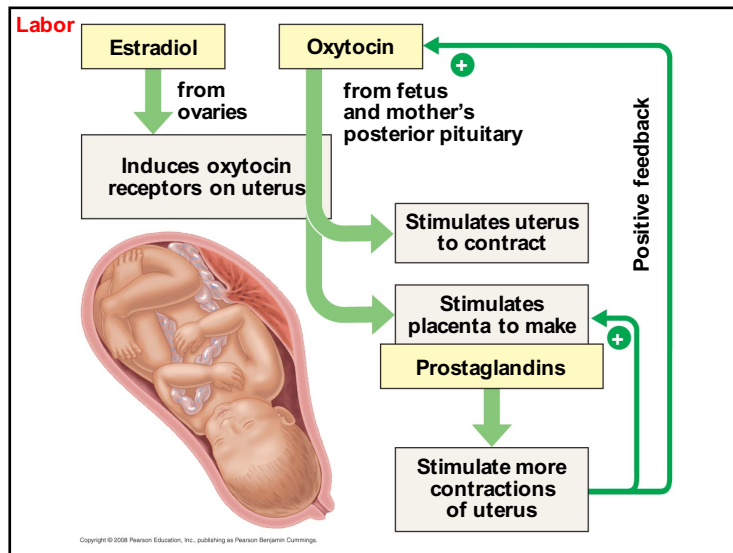 Labor
Estradiol
from
ovaries
Induces oxytocin
receptors on uterus
Oxytocin
+
from fetus
and mother's
posterior pituitary
Stimulates uterus
to contract
Stimulates
placenta to make
+
Prostaglandins
Stimulate more
contractions
of uterus
Positive feedback
Copyright © 2008 Pearson Education, Inc., publishing as Pearson Benjamin Cummings.